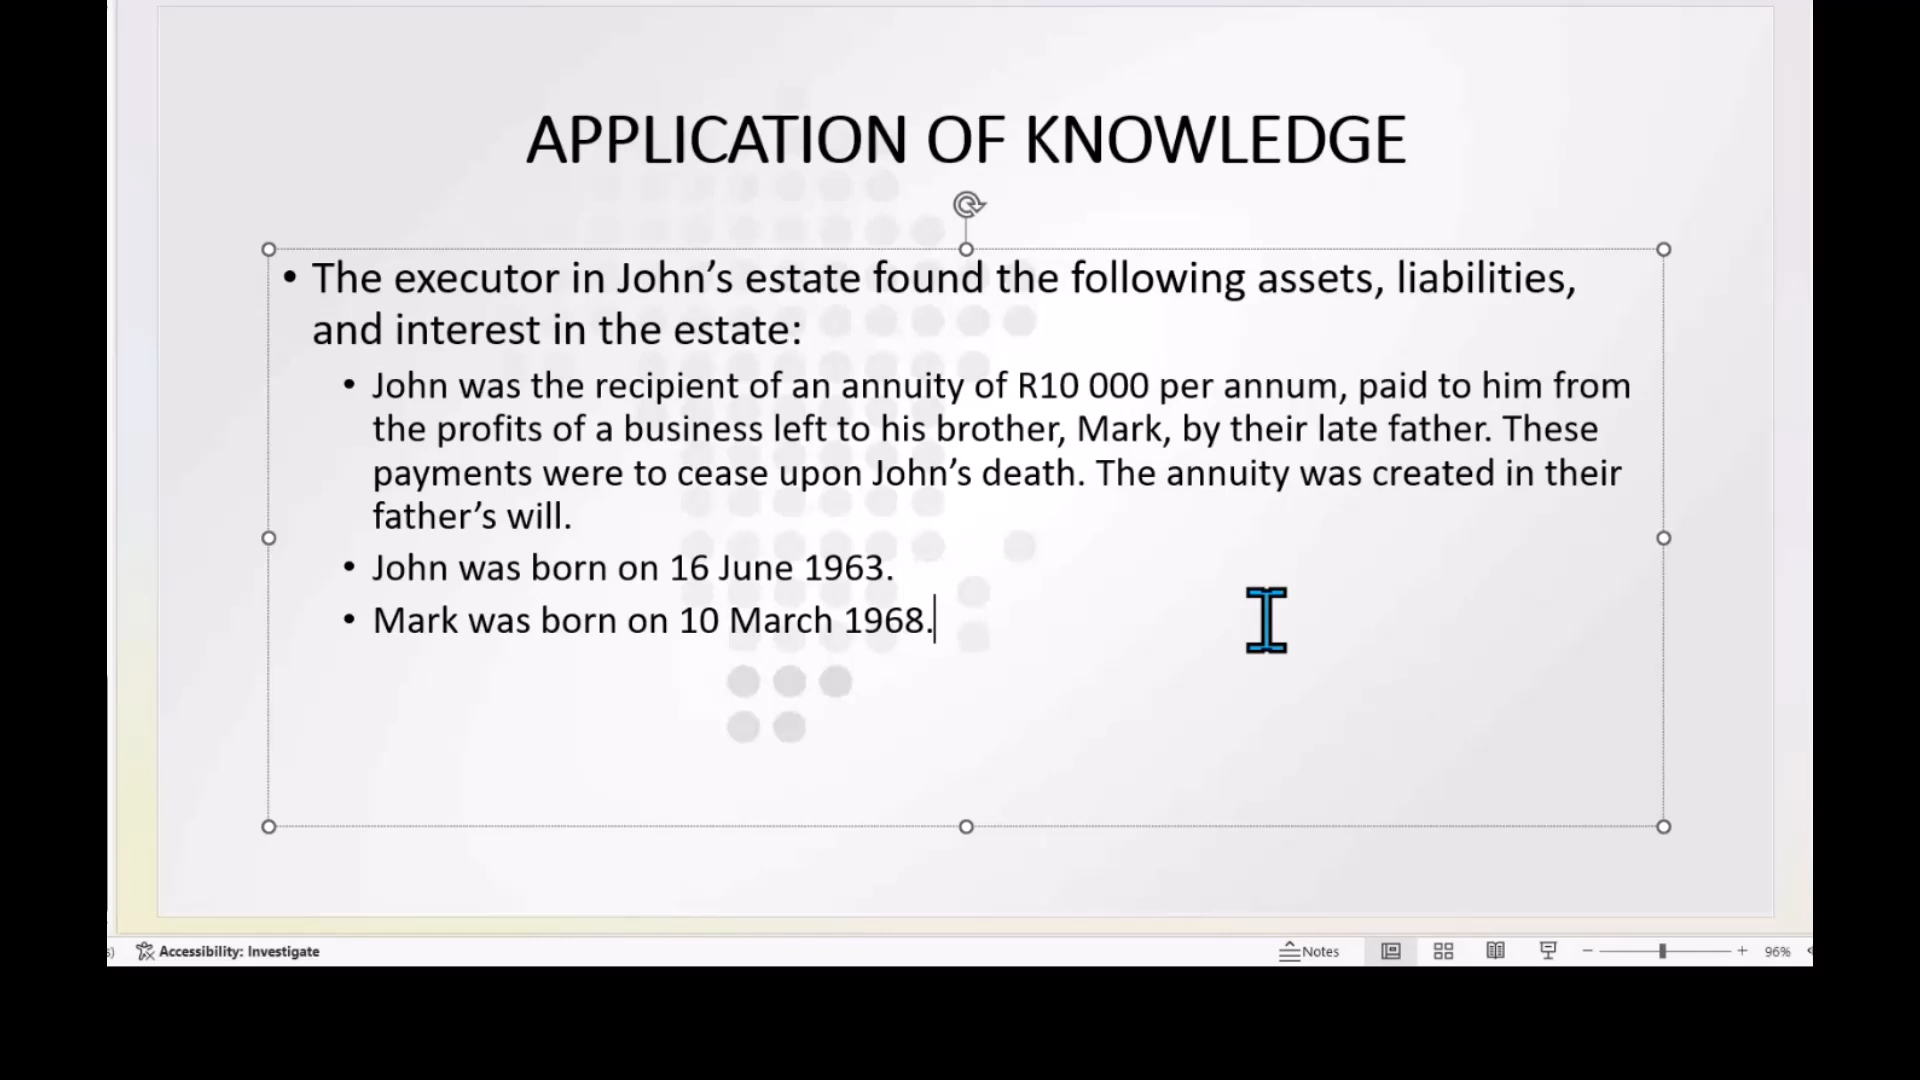 APPLICATION OF KNOWLEDGE
• The executor in John’s estate found the following assets, liabilities,
and interest in the estate:
• John was the recipient of an annuity of R10 000 per annum, paid to him from
the profits of a business left to his brother, Mark, by their late father. These
payments were to cease upon John’s death. The annuity was created in their
father’s will.
• John was born on 16 June 1963.
• Mark was born on 10 March 1968.
Accessibility: Investigate
Notes
96%